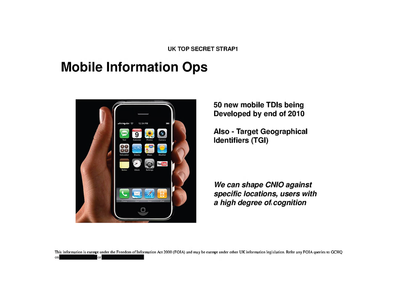 UK TOP SECRET STRAP1
Mobile Information Ops
50 new mobile TDIs being
Developed by end of 2010
Also - Target Geographical
Identifiers (TGI)
We can shape CNIO against
specific locations, users with
a high degree of cognition
This information is exempt under the Freedom of Information Act 2000 (FOIA) and may be exempt under other UK information legislation. Refer any FOIA queries to GCHQ
on or